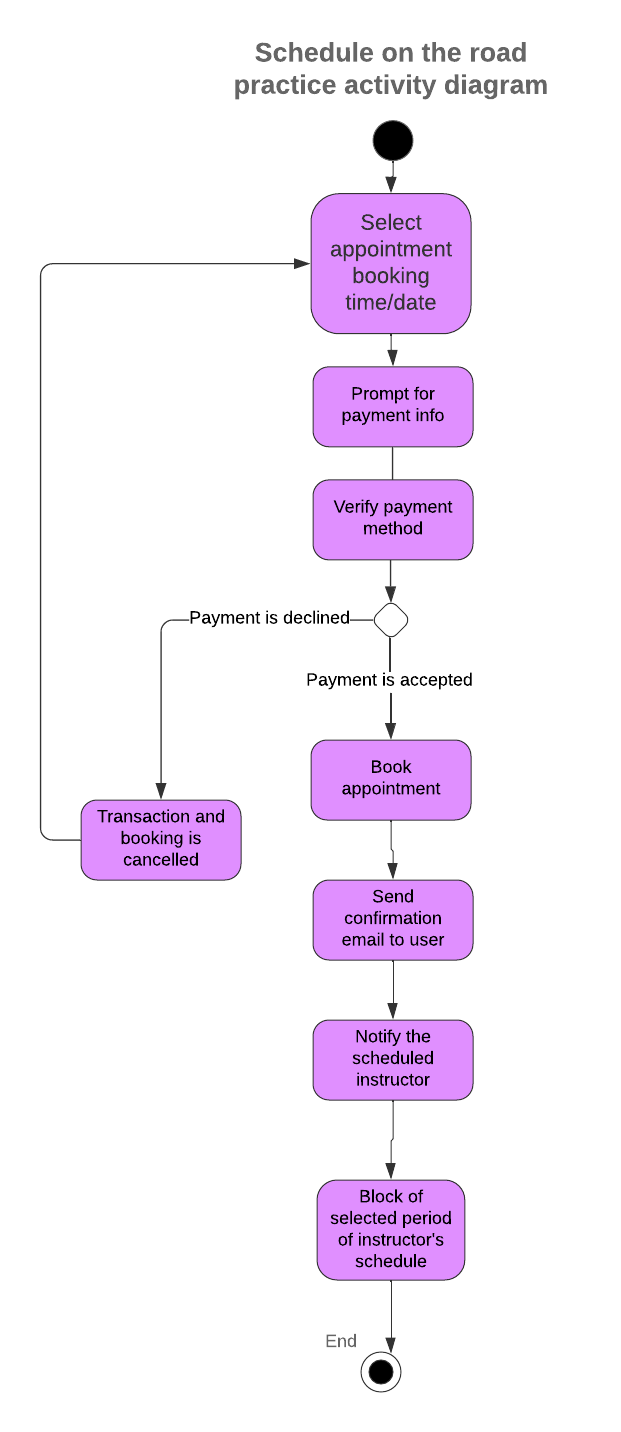 Schedule on the road
practice activity diagram
Select
appointment
booking
time/date
Prompt for
payment info
Verify payment
method
Payment is declined
Payment is accepted
Book
appointment
Transaction and
booking is
cancelled
Send
confirmation
email to user
Notify the
scheduled
instructor
Block of
selected period
of instructor's
schedule
End